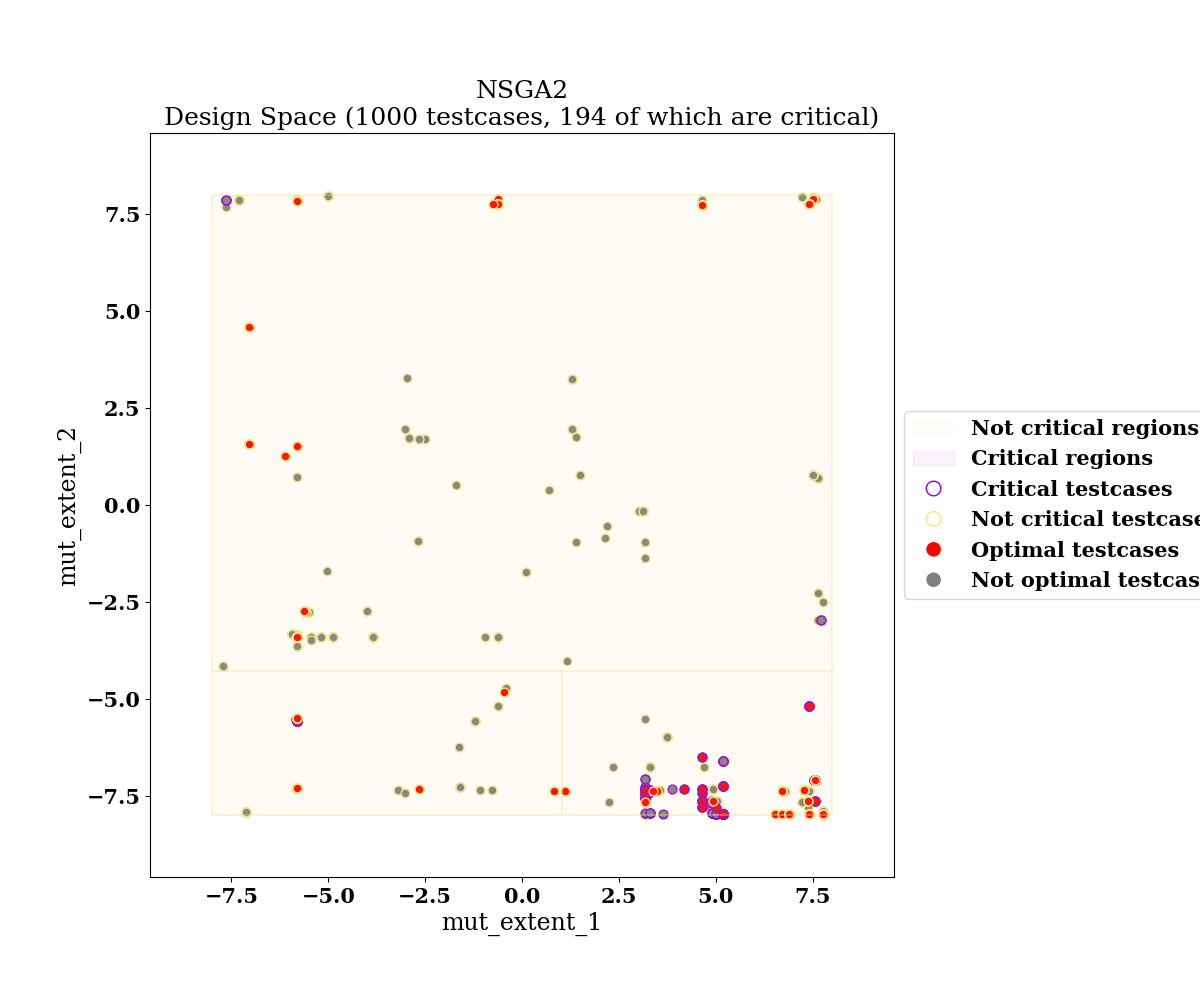 NSGA2
Design Space (1000 testcases, 194 of which are critical)
mut_extent_2
7.5
5.0
2.5
0.0
−2.5
−5.0
−7.5
−7.5
−5.0
−2.5
0.0
2.5
5.0
7.5
mut_extent_1
Not critical regions
Critical regions
Critical testcases
Not critical testcase
Optimal testcases
Not optimal testcas